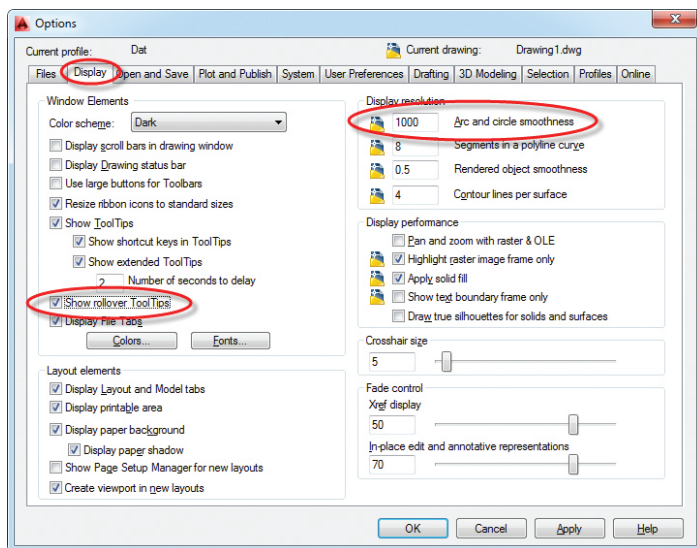 Options
Current profile: Dat Current drawing: Drawing1.dwg
Files Display Open and Save Plot and Publish System User Preferences Drafting 3D Modeling Selection Profiles Online
Window Elements
Color scheme: Dark
Display scroll bars in drawing window
Display Drawing status bar
Use large buttons for Toolbars
Resize ribbon icons to standard sizes
Show ToolTips
Show shortcut keys in ToolTips
Show extended ToolTips
2 Number of seconds to delay
Show rollover ToolTips
Display File Tabs
Colors... Fonts...
Layout elements
Display Layout and Model tabs
Display printable area
Display paper background
Display paper shadow
Show Page Setup Manager for new layouts
Create viewport in new layouts
Display resolution
1000 Arc and circle smoothness
8 Segments in a polyline curve
0.5 Rendered object smoothness
4 Contour lines per surface
Display performance
Pan and zoom with raster & OLE
Highlight raster image frame only
Apply solid fill
Show text boundary frame only
Draw true silhouettes for solids and surfaces
Crosshair size
5
Fade control
Xref display
50
In-place edit and annotative representations
70
OK Cancel Apply Help